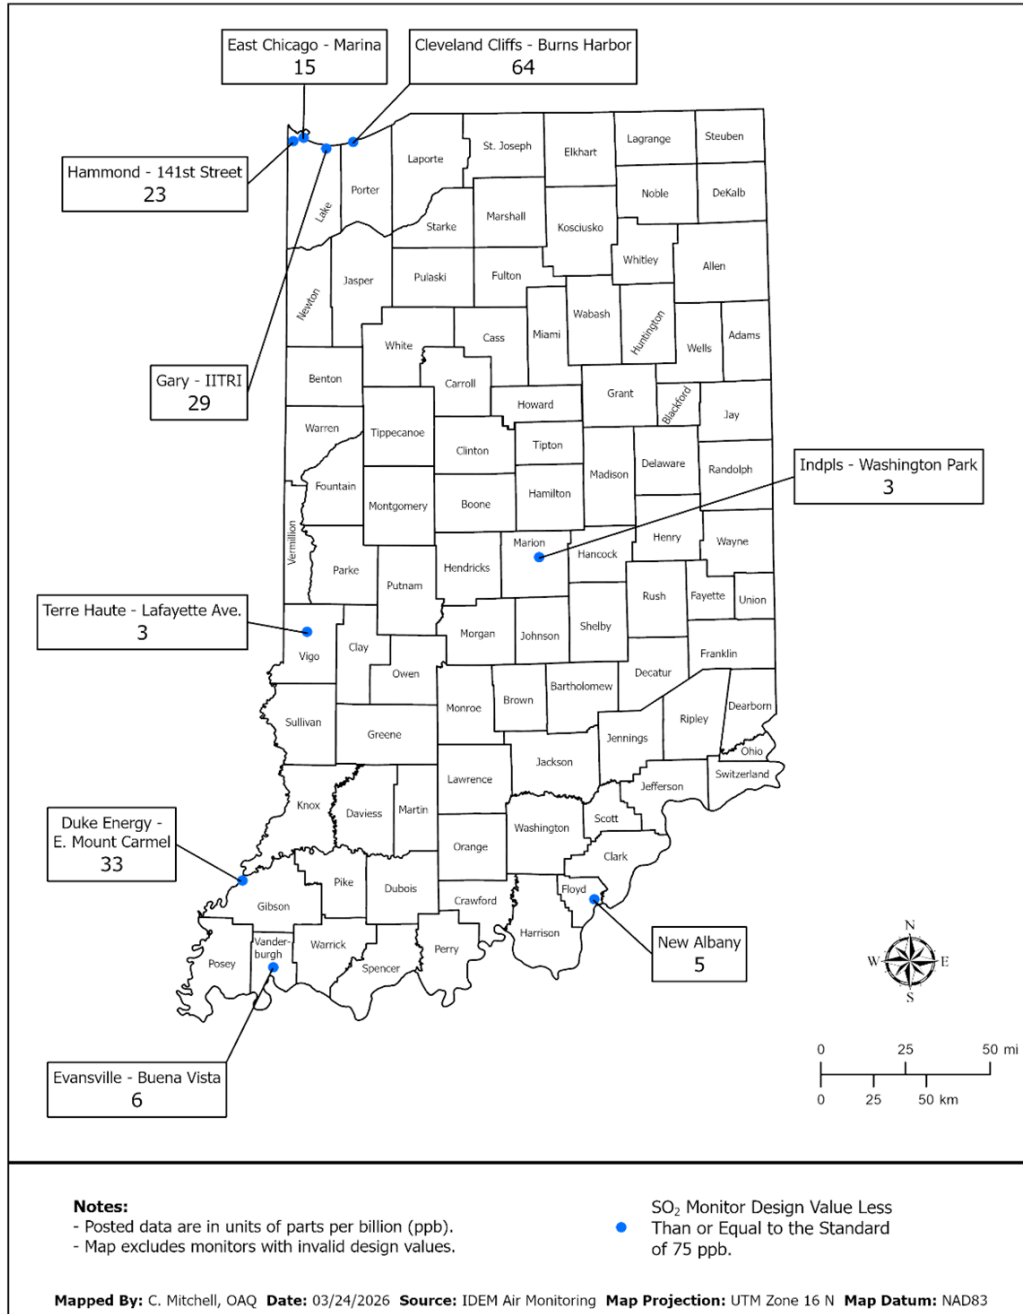 East Chicago - Marina
15
Cleveland Cliffs - Burns Harbor
64
Hammond - 141st Street
23
Gary - IITRI
29
Indpls - Washington Park
3
Terre Haute - Lafayette Ave.
3
Duke Energy -
E. Mount Carmel
33
New Albany
5
Evansville - Buena Vista
6
Lake
Porter
Laporte
St. Joseph
Elkhart
Lagrange
Steuben
Noble
DeKalb
Starke
Marshall
Kosciusko
Whitley
Allen
Newton
Jasper
Pulaski
Fulton
Wabash
Huntington
Miami
Wells
Adams
White
Cass
Carroll
Benton
Howard
Grant
Blackford
Jay
Warren
Tippecanoe
Clinton
Tipton
Madison
Delaware
Randolph
Fountain
Montgomery
Boone
Hamilton
Vermillion
Parke
Putnam
Hendricks
Marion
Hancock
Henry
Wayne
Rush
Fayette
Union
Vigo
Clay
Owen
Morgan
Johnson
Shelby
Decatur
Franklin
Sullivan
Greene
Monroe
Brown
Bartholomew
Jennings
Ripley
Dearborn
Ohio
Switzerland
Jefferson
Jackson
Lawrence
Knox
Daviess
Martin
Orange
Washington
Scott
Clark
Floyd
Harrison
Crawford
Dubois
Pike
Gibson
Posey
Vander-
burgh
Warrick
Spencer
Perry
N
W
E
S
0 25 50 mi
0 25 50 km
Notes:
- Posted data are in units of parts per billion (ppb).
- Map excludes monitors with invalid design values.
SO₂ Monitor Design Value Less
Than or Equal to the Standard
of 75 ppb.
Mapped By: C. Mitchell, OAQ Date: 03/24/2026 Source: IDEM Air Monitoring Map Projection: UTM Zone 16 N Map Datum: NAD83